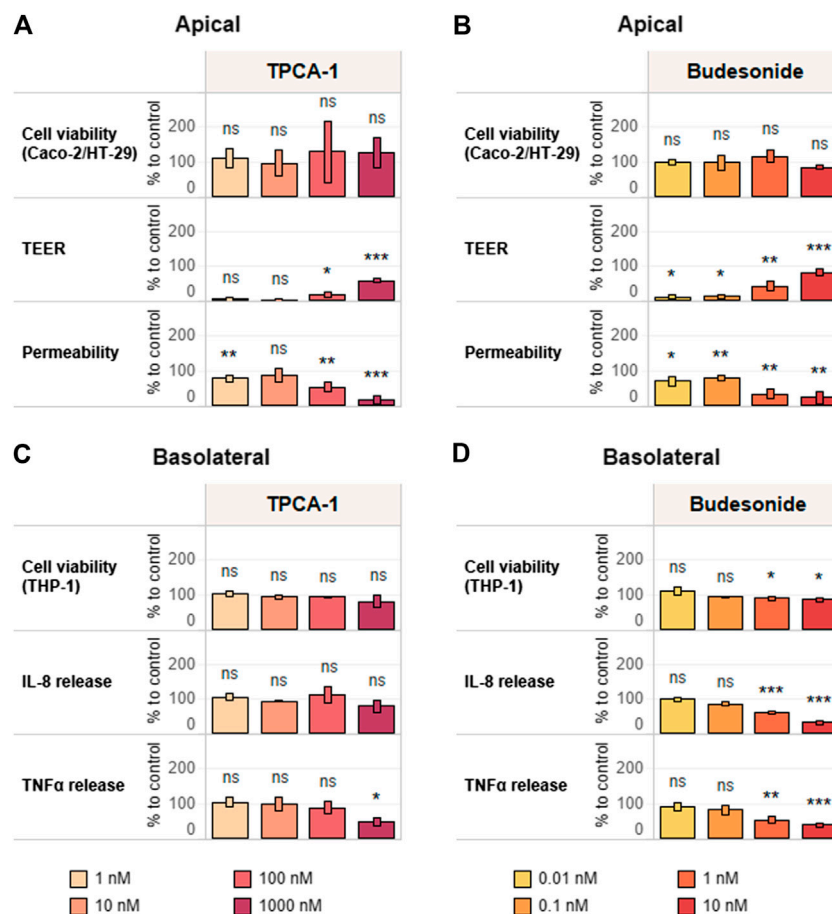 A Apical
TPCA-1
Cell viability
(Caco-2/HT-29)
% to control
200
100
0
ns ns ns ns
TEER
% to control
200
100
0
ns ns * ***
Permeability
% to control
200
100
0
** ns ** ***
B Apical
Budesonide
Cell viability
(Caco-2/HT-29)
% to control
200
100
0
ns ns ns ns
TEER
% to control
200
100
0
* * ** ***
Permeability
% to control
200
100
0
* ** ** **
C Basolateral
TPCA-1
Cell viability
(THP-1)
% to control
200
100
0
ns ns ns ns
IL-8 release
% to control
200
100
0
ns ns ns ns
TNFα release
% to control
200
100
0
ns ns ns *
1 nM 100 nM
10 nM 1000 nM
D Basolateral
Budesonide
Cell viability
(THP-1)
% to control
200
100
0
ns ns * *
IL-8 release
% to control
200
100
0
ns ns *** ***
TNFα release
% to control
200
100
0
ns ns ** ***
0.01 nM 1 nM
0.1 nM 10 nM